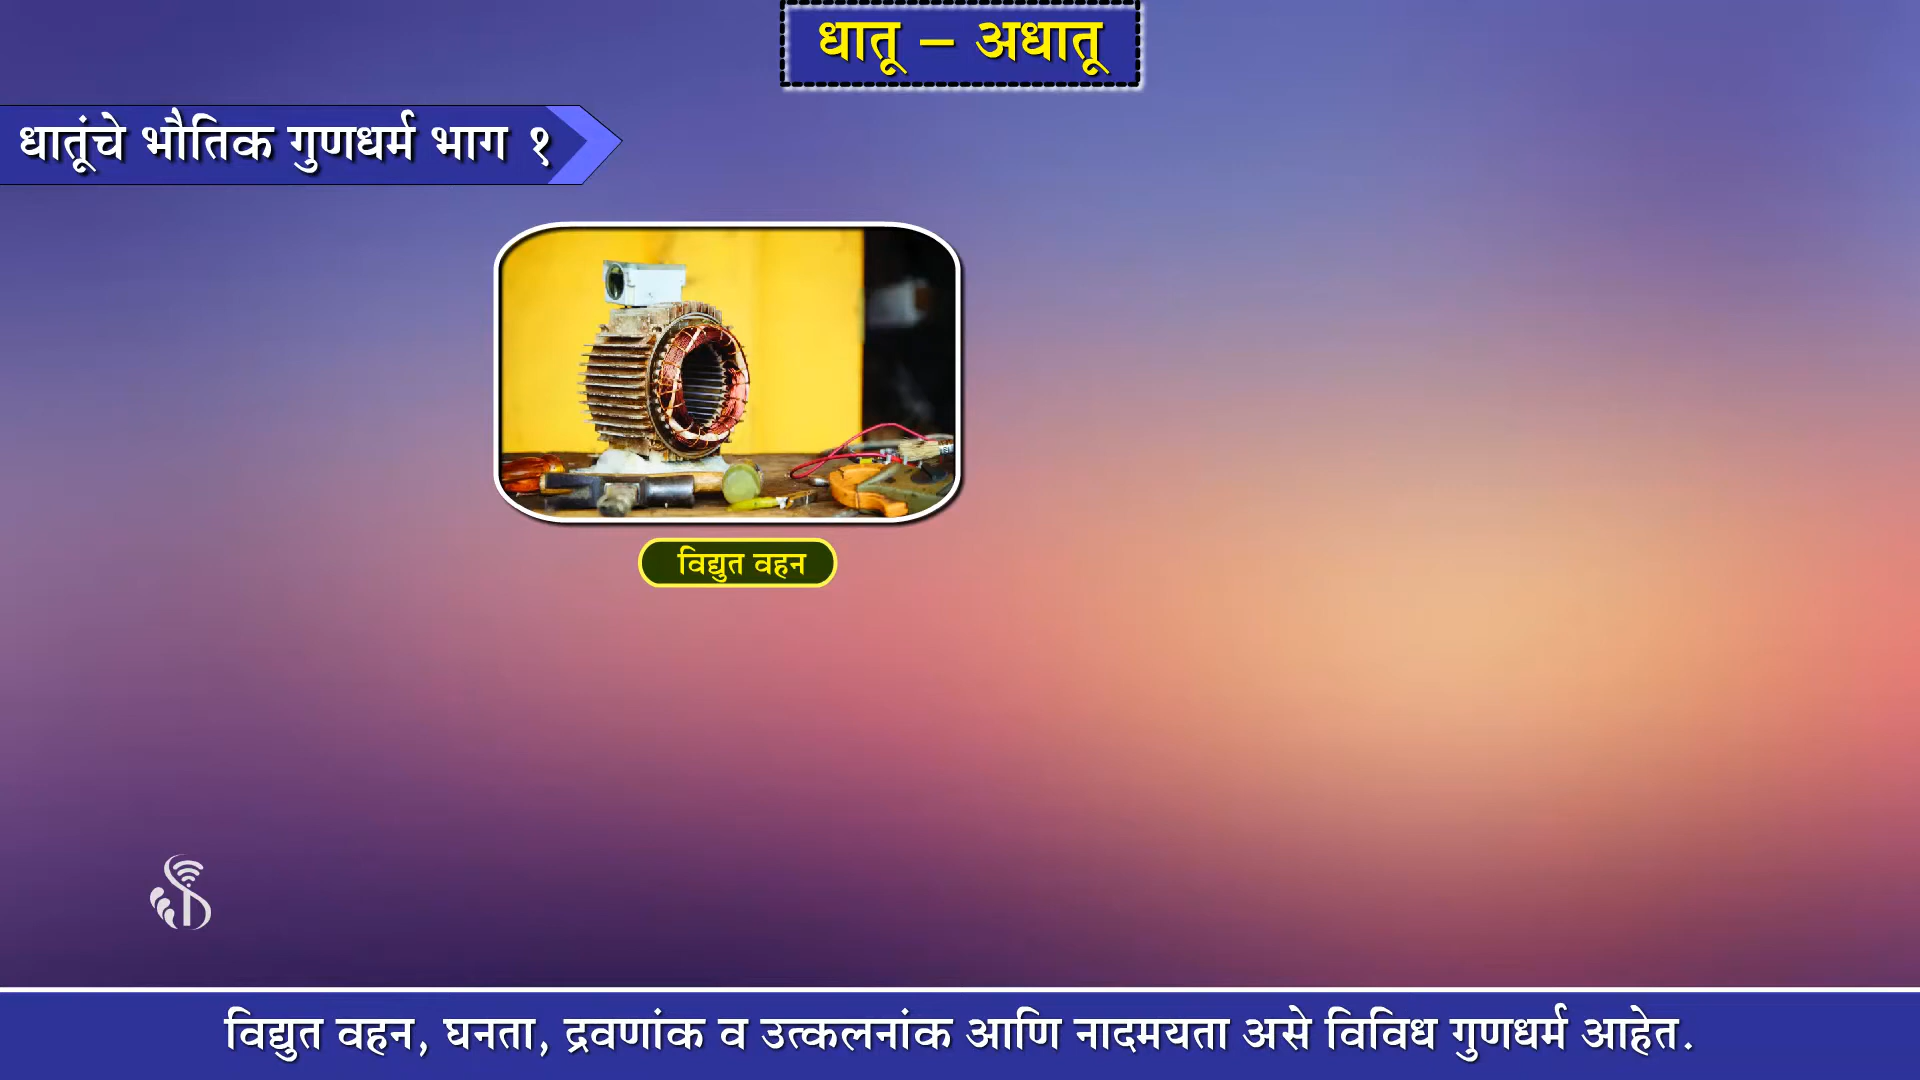 धातू – अधातू
धातूंचे भौतिक गुणधर्म भाग १
विद्युत वहन
विद्युत वहन, घनता, द्रवणांक व उत्कलनांक आणि नादमयता असे विविध गुणधर्म आहेत.